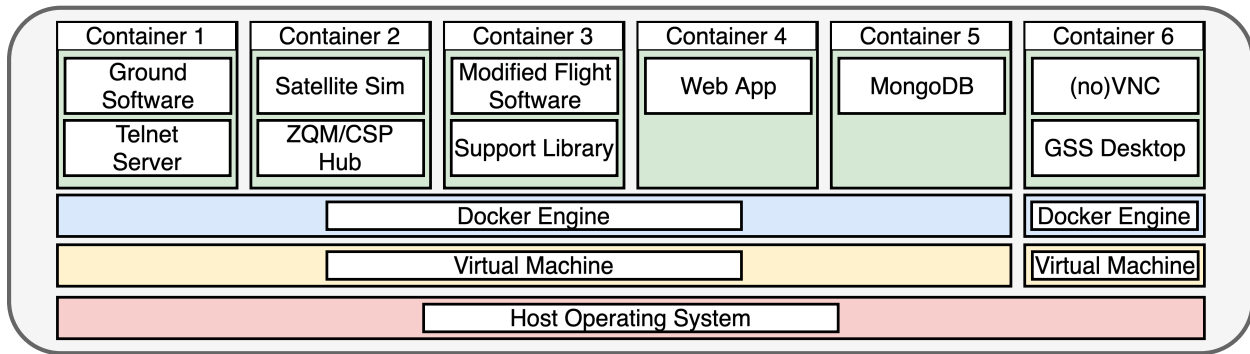 Container 1
Container 2
Container 3
Container 4
Container 5
Container 6
Ground
Software
Satellite Sim
Modified Flight
Software
Web App
MongoDB
(no)VNC
Telnet
Server
ZQM/CSP
Hub
Support Library
GSS Desktop
Docker Engine
Docker Engine
Virtual Machine
Virtual Machine
Host Operating System